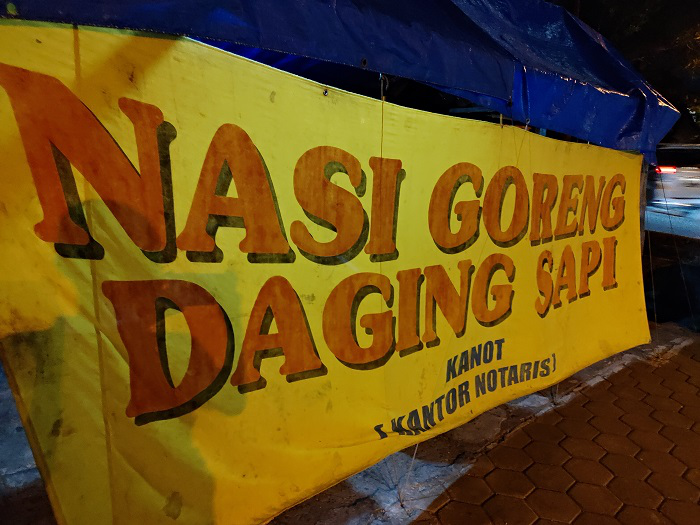 NASI GORENG
DAGING SAPI
KANOT
( KANTOR NOTARIS)